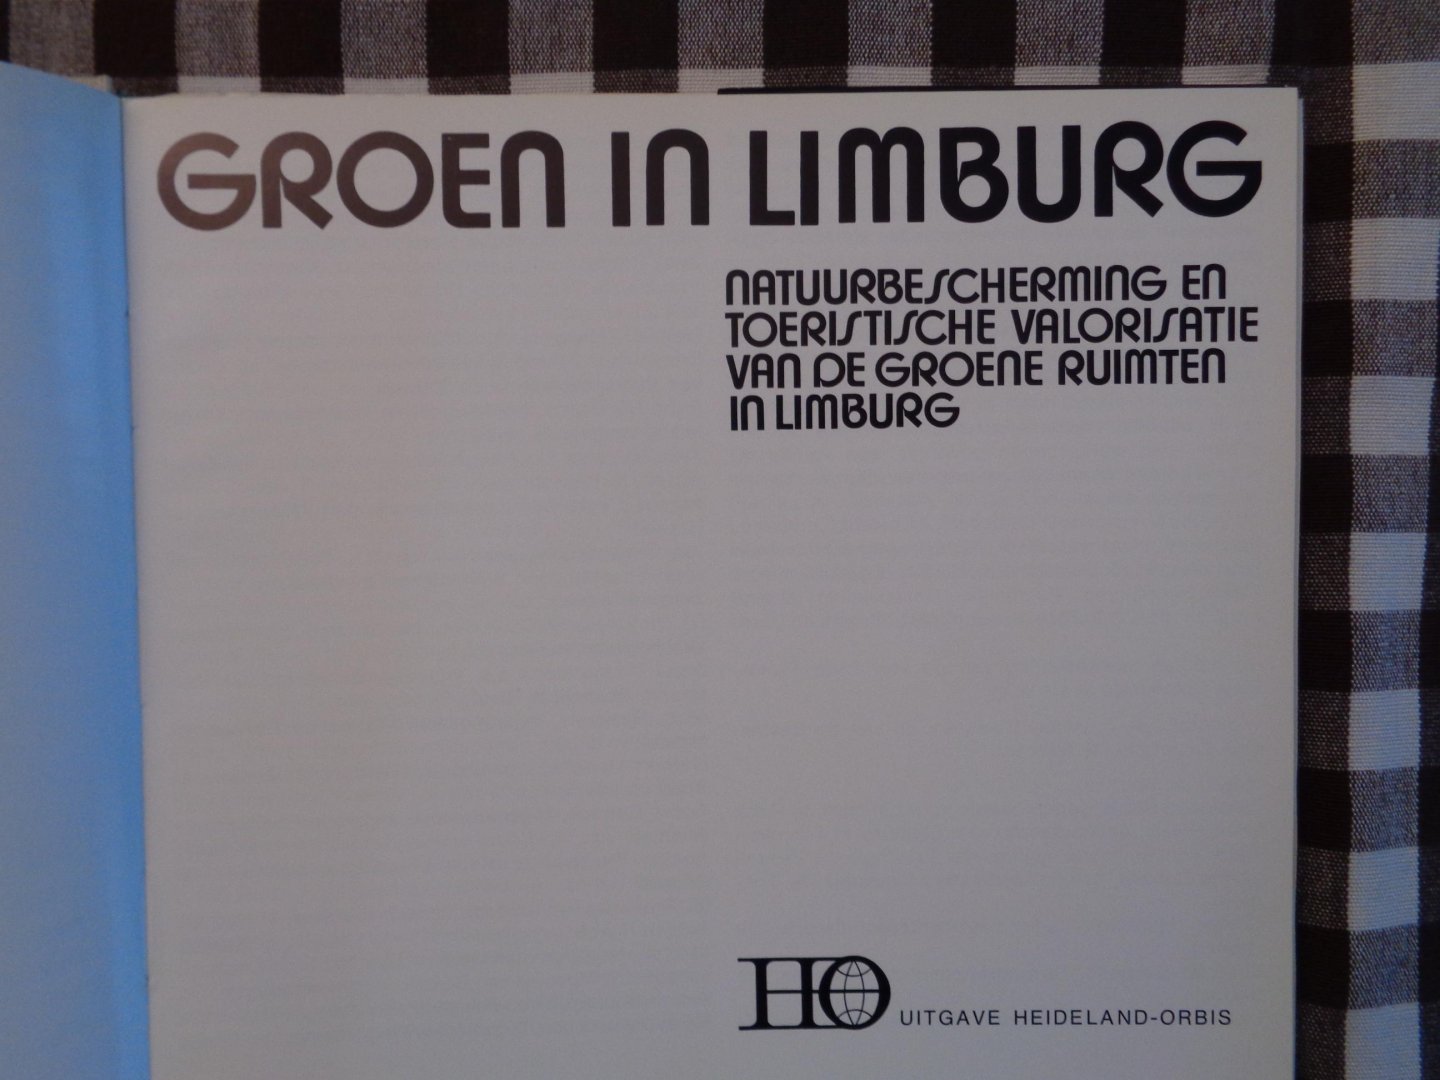 GROEN IN LIMBURG
NATUURBESCHERMING EN
TOERISTISCHE VALORISATIE
VAN DE GROENE RUIMTEN
IN LIMBURG
HO
UITGAVE HEIDELAND-ORBIS